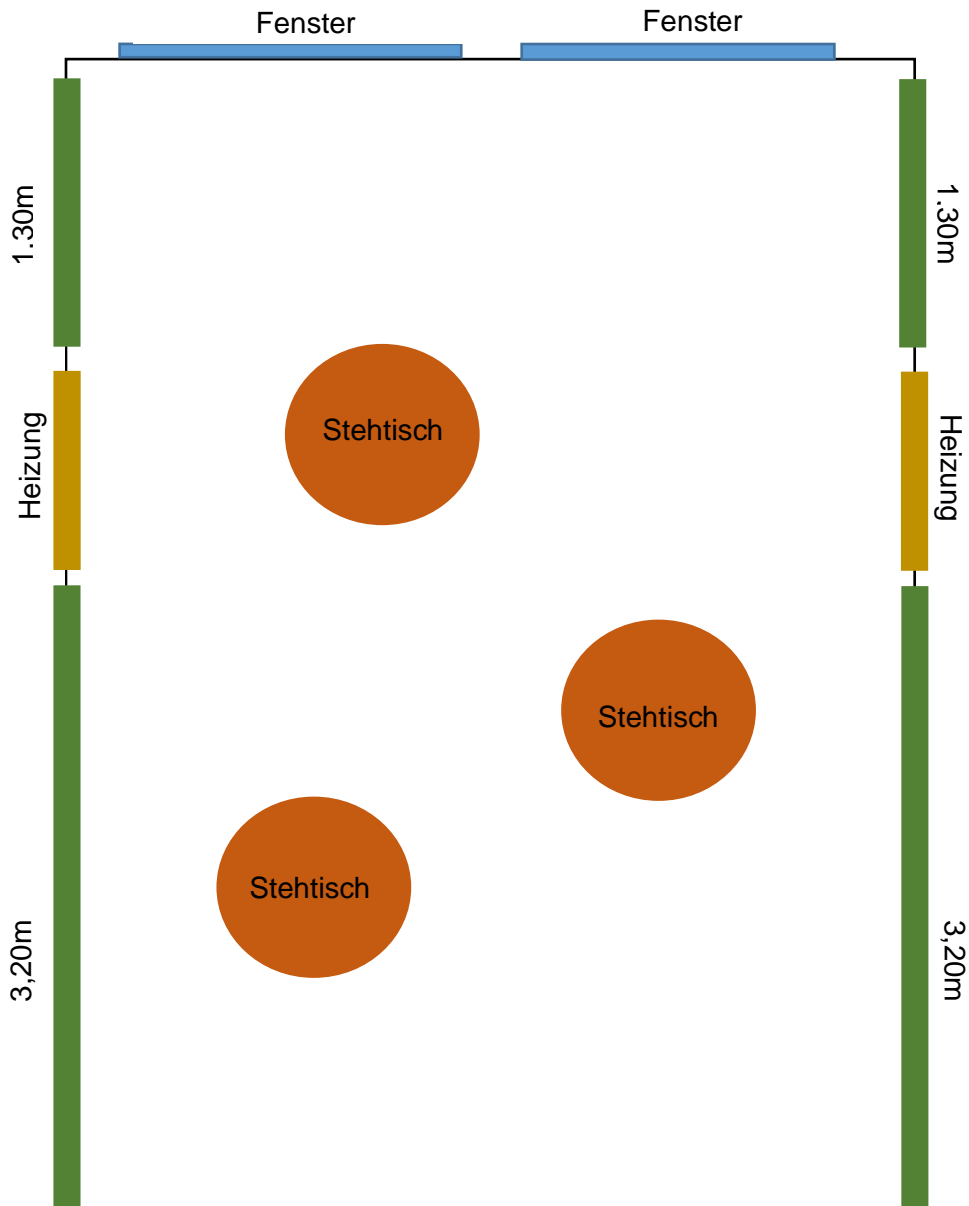 Fenster
Fenster
1.30m
1.30m
Stehtisch
Heizung
Heizung
Stehtisch
Stehtisch
3,20m
3,20m